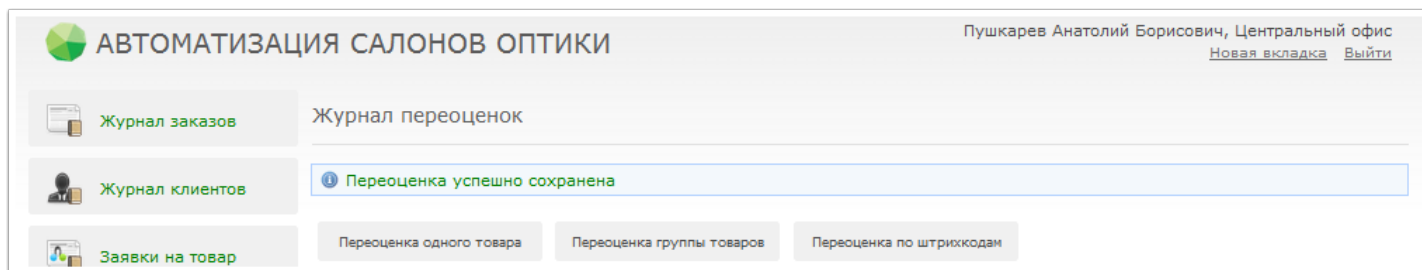 АВТОМАТИЗАЦИЯ САЛОНОВ ОПТИКИ
Пушкарев Анатолий Борисович, Центральный офис
Новая вкладка Выйти
Журнал заказов
Журнал переоценок
Журнал клиентов
Переоценка успешно сохранена
Заявки на товар
Переоценка одного товара
Переоценка группы товаров
Переоценка по штрихкодам